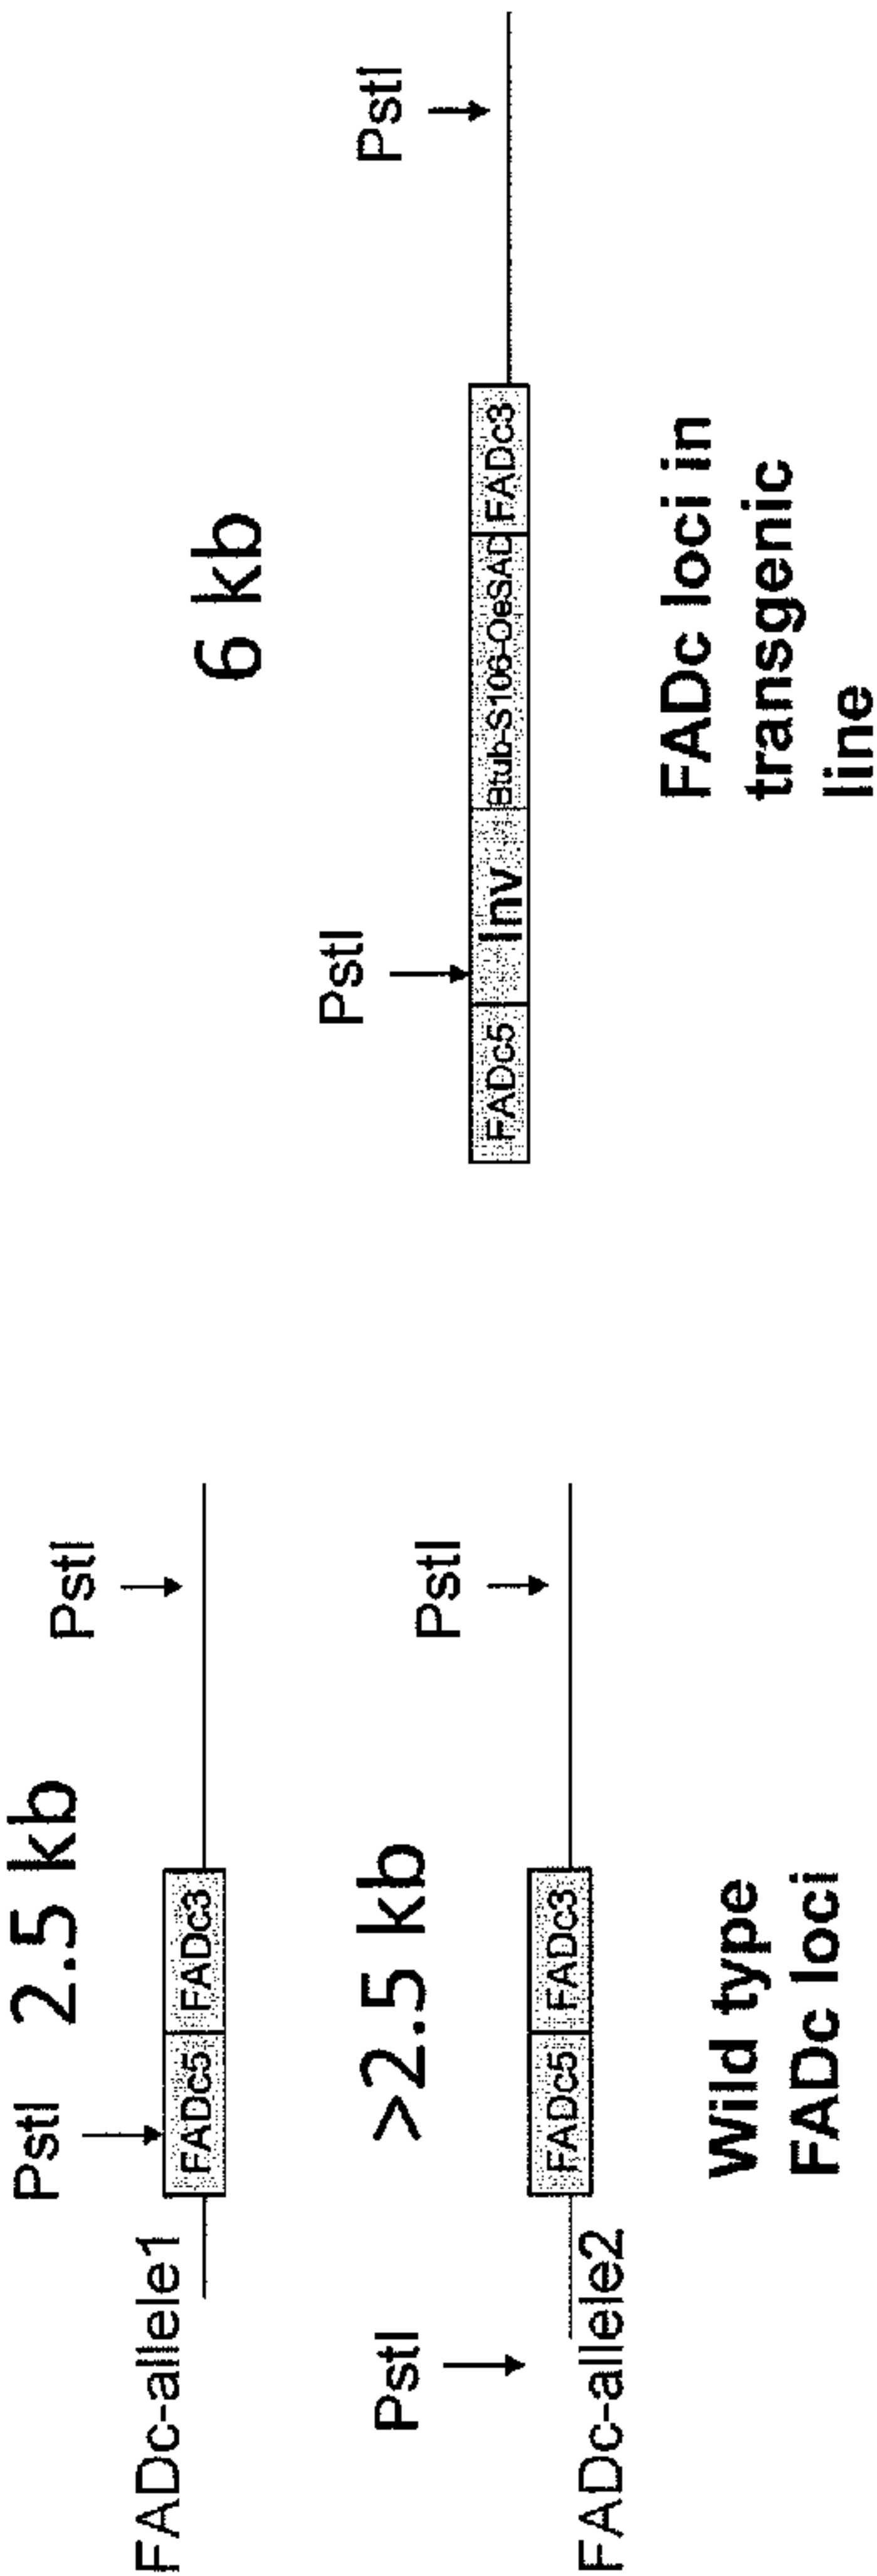 PstI
2.5 kb
PstI
FADc-allele1
FADc5
FADc3
PstI
>2.5 kb
PstI
FADc-allele2
FADc5
FADc3
Wild type
FADc loci
6 kb
PstI
PstI
FADc5
Inv
Btub-S106-OeSAD
FADc3
FADc loci in
transgenic
line